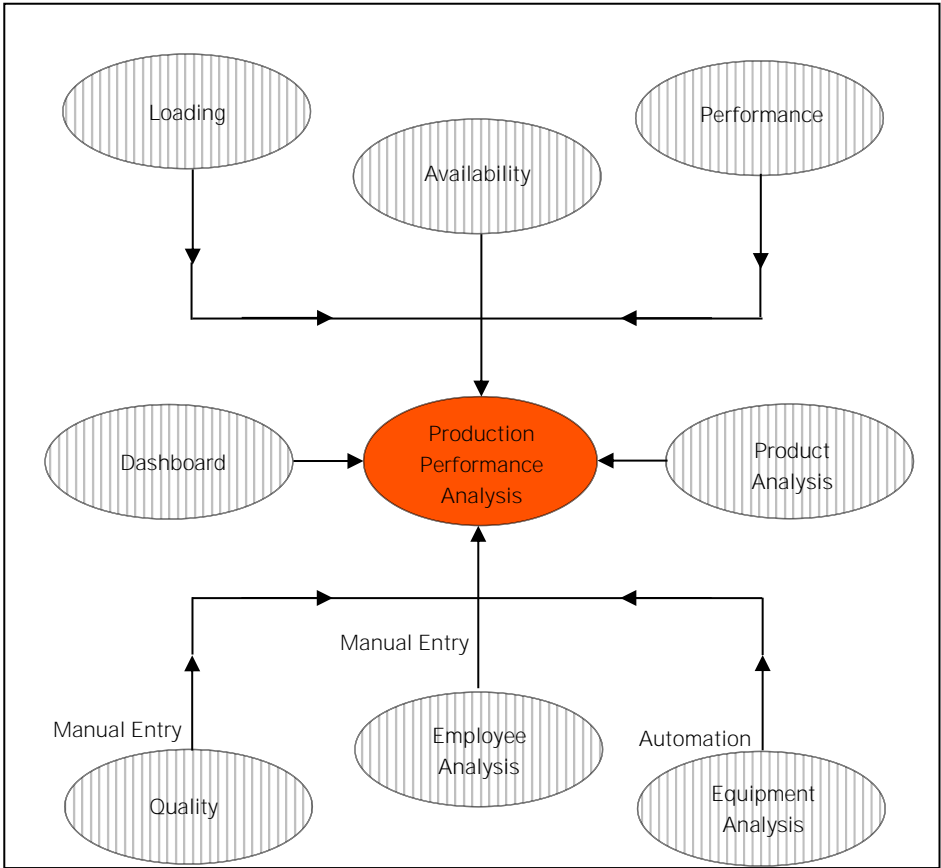 Loading
Performance
Availability
Production
Performance
Analysis
Dashboard
Product
Analysis
Manual Entry
Manual Entry
Employee
Analysis
Automation
Quality
Equipment
Analysis